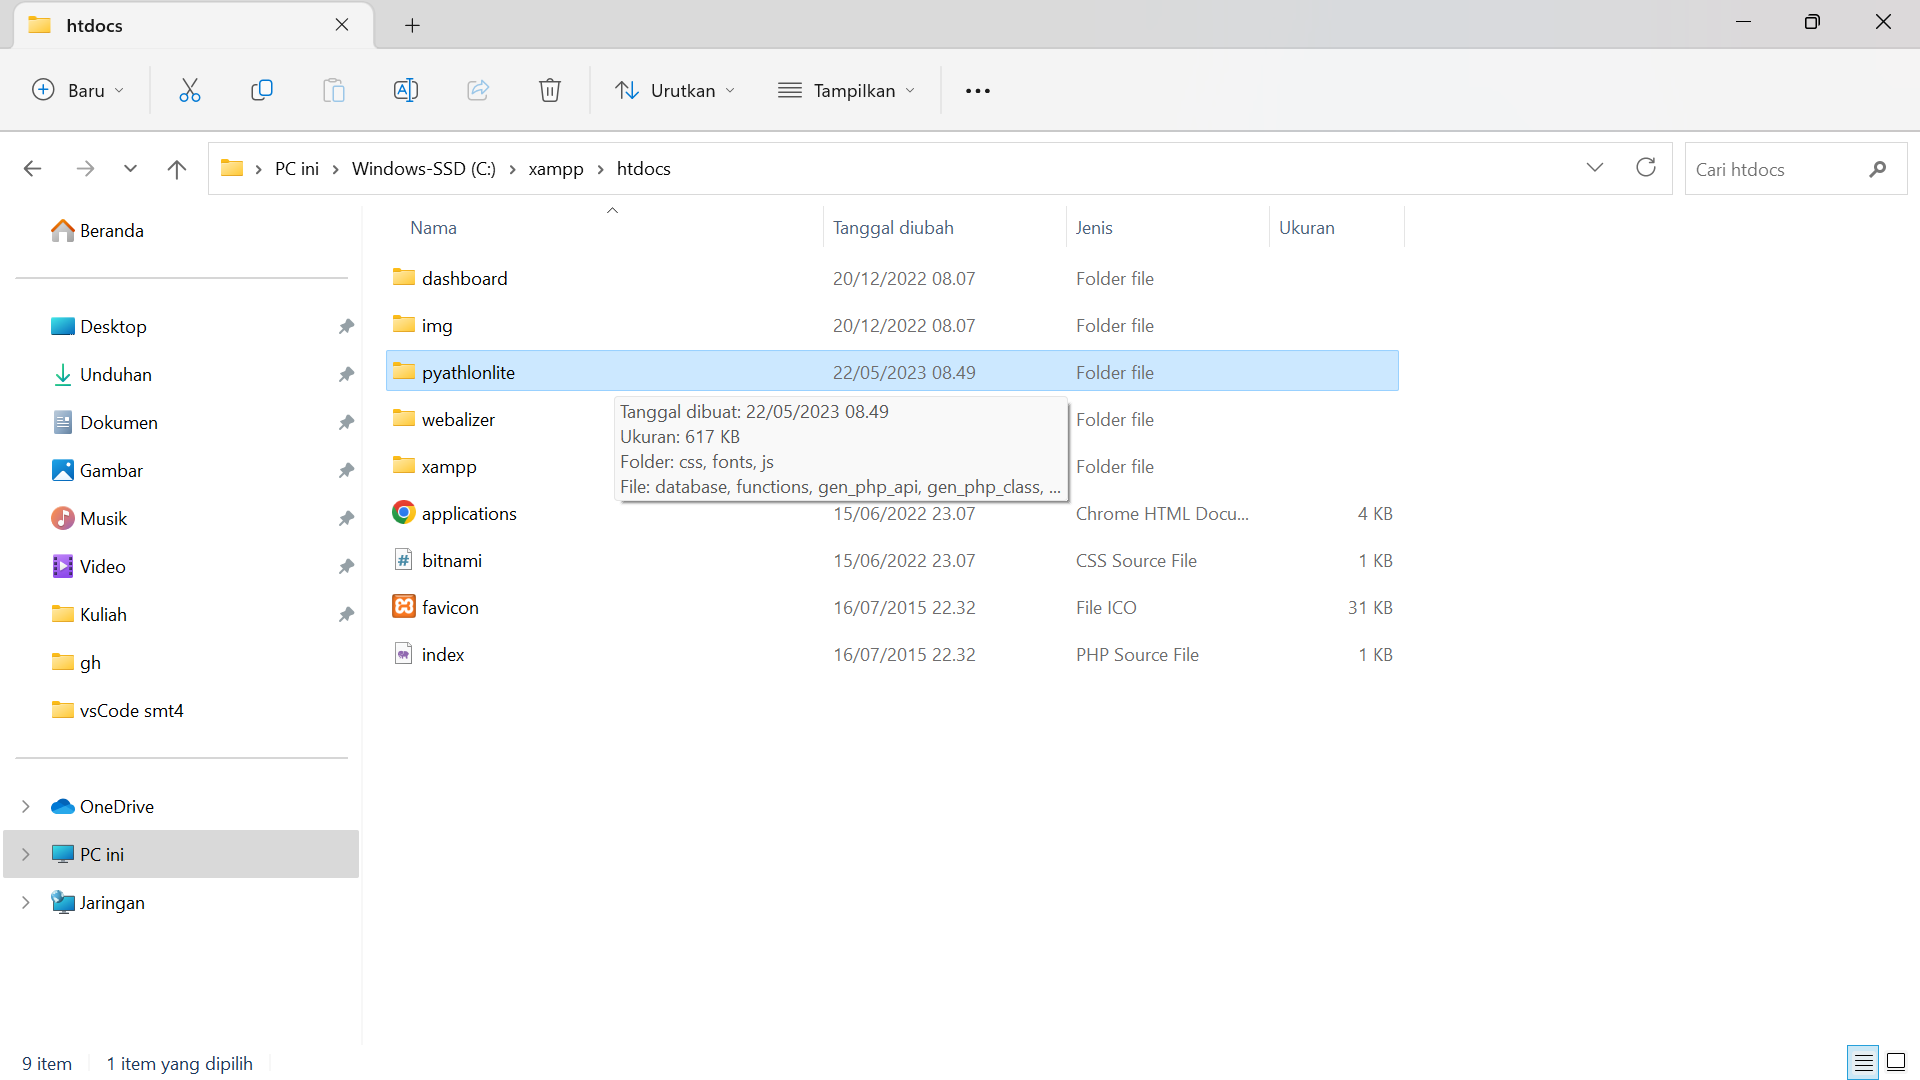 htdocs
Baru
Urutkan
Tampilkan
PC ini
Windows-SSD (C:)
xampp
htdocs
Cari htdocs
Beranda
Desktop
Unduhan
Dokumen
Gambar
Musik
Video
Kuliah
gh
vsCode smt4
OneDrive
PC ini
Jaringan
Nama Tanggal diubah Jenis Ukuran
dashboard 20/12/2022 08.07 Folder file
img 20/12/2022 08.07 Folder file
pyathlonlite 22/05/2023 08.49 Folder file
webalizer Folder file
xampp Folder file
Tanggal dibuat: 22/05/2023 08.49
Ukuran: 617 KB
Folder: css, fonts, js
File: database, functions, gen_php_api, gen_php_class, ...
applications 15/06/2022 23.07 Chrome HTML Docu... 4 KB
bitnami 15/06/2022 23.07 CSS Source File 1 KB
favicon 16/07/2015 22.32 File ICO 31 KB
index 16/07/2015 22.32 PHP Source File 1 KB
9 item
1 item yang dipilih